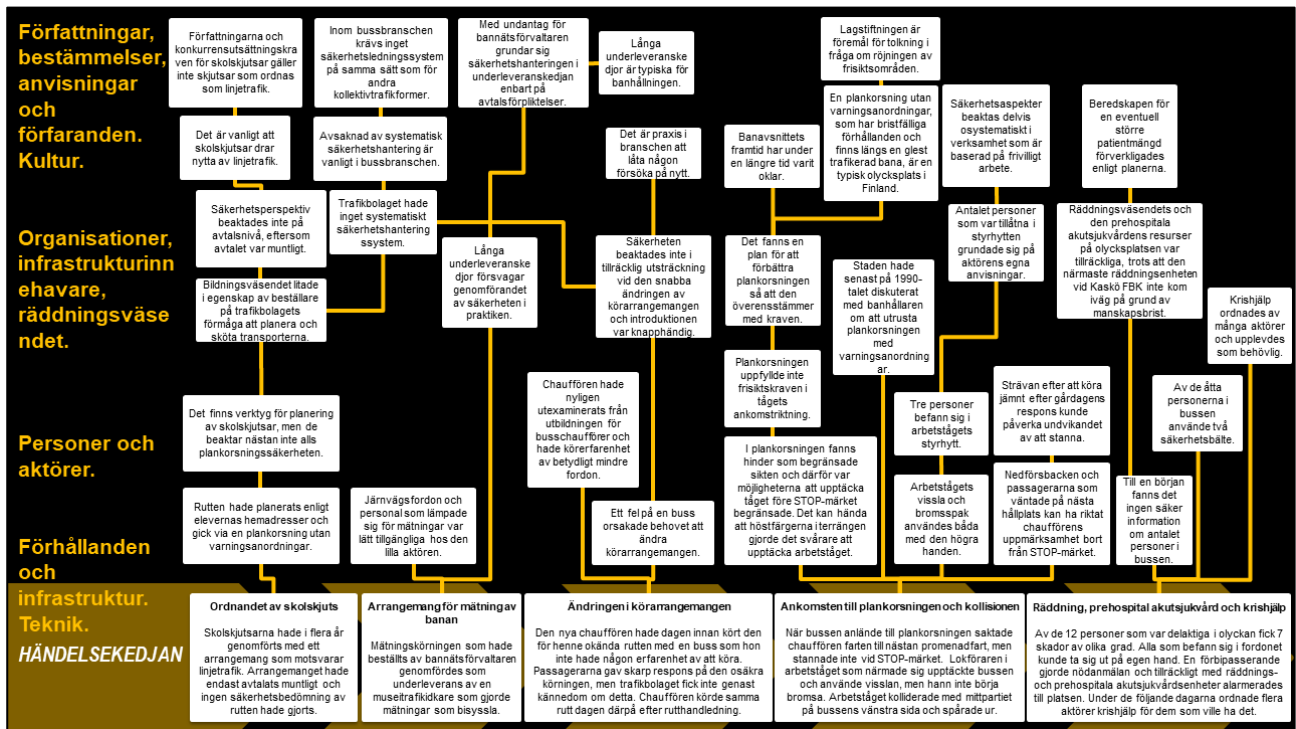 Författningar,
bestämmelser,
anvisningar
och
förfaranden.
Kultur.
Organisationer,
infrastrukturinn
ehavare,
räddningsväse
ndet.
Personer och
aktörer.
Förhållanden
och
infrastruktur.
Teknik.
HÄNDELSEKEDJAN
Författningarna och
konkurrensutsättningskra
ven för skolskjutsar gäller
inte skjutsar som ordnas
som linjetrafik.
Det är vanligt att
skolskjutsar drar
nytta av linjetrafik.
Säkerhetsperspektiv
beaktades inte på
avtalsnivå, eftersom
avtalet var muntligt.
Bildningsväsendet litade
i egenskap av beställare
på trafikbolagets
förmåga att planera och
sköta transporterna.
Det finns verktyg för planering
av skolskjutsar, men de
beaktar nästan inte alls
plankorsningssäkerheten.
Rutten hade planerats enligt
elevernas hemadresser och
gick via en plankorsning utan
varningsanordningar.
Inom bussbranschen
krävs inget
säkerhetsledningssystem
på samma sätt som för
andra
kollektivtrafikformer.
Avsaknad av systematisk
säkerhetshantering är
vanligt i bussbranschen.
Trafikbolaget hade
inget systematiskt
säkerhetshantering
ssystem.
Järnvägsfordon och
personal som lämpade
sig för mätningar var
lätt tillgängliga hos den
lilla aktören.
Med undantag för
bannätsförvaltaren
grundar sig
säkerhetshanteringen i
underleveranskedjan
enbart på
avtalsförpliktelser.
Långa
underleveranske
djor är typiska för
banhållningen.
Långa
underleveranske
djor försvagar
genomförandet
av säkerheten i
praktiken.
Det är praxis i
branschen att
låta någon
försöka på nytt.
Säkerheten
beaktades inte i
tillräcklig utsträckning
vid den snabba
ändringen av
körarrangemangen
och introduktionen
var knapphändig.
Chauffören hade
nyligen
utexaminerats från
utbildningen för
busschaufförer och
hade körerfarenhet
av betydligt mindre
fordon.
Ett fel på en buss
orsakade behovet att
ändra
körarrangemangen.
Lagstiftningen är
föremål för tolkning i
fråga om röjningen av
frisiktsområden.
Banavsnittets
framtid har under
en längre tid varit
oklar.
En plankorsning utan
varningsanordningar,
som har bristfälliga
förhållanden och
finns längs en glest
trafikerad bana, är en
typisk olycksplats i
Finland.
Det fanns en
plan för att
förbättra
plankorsningen
så att den
överensstämmer
med kraven.
Plankorsningen
uppfyllde inte
frisiktskraven i
tågets
ankomstriktning.
I plankorsningen fanns
hinder som begränsade
sikten och därför var
möjligheterna att upptäcka
tåget före STOP-märket
begränsade. Det kan hända
att höstfärgerna i terrängen
gjorde det svårare att
upptäcka arbetståget.
Staden hade
senast på 1990-
talet diskuterat
med banhållaren
om att utrusta
plankorsningen
med
varningsanordning
ar.
Säkerhetsaspekter
beaktas delvis
osystematiskt i
verksamhet som är
baserad på frivilligt
arbete.
Antalet personer
som var tillåtna i
styrhytten
grundade sig på
aktörens egna
anvisningar.
Tre personer
befann sig i
arbetstågets
styrhytt.
Arbetstågets
vissla och
bromsspak
användes båda
med den högra
handen.
Strävan efter att köra
jämnt efter gårdagens
respons kunde
påverka undvikandet
av att stanna.
Nedförsbacken och
passagerarna som
väntade på nästa
hållplats kan ha riktat
chaufförens
uppmärksamhet bort
från STOP-märket.
Beredskapen för
en eventuell
större
patientmängd
förverkligades
enligt planerna.
Räddningsväsendets och
den prehospitala
akutsjukvårdens resurser
på olycksplatsen var
tillräckliga, trots att den
närmaste räddningsenheten
vid Kaskö FBK inte kom
iväg på grund av
manskapsbrist.
Till en början
fanns det
ingen säker
information
om antalet
personer i
bussen.
Av de åtta
personerna i
bussen
använde två
säkerhetsbälte.
Krishjälp
ordnades av
många aktörer
och upplevdes
som behövlig.
Ordnandet av skolskjuts
Skolskjutsarna hade i flera år
genomförts med ett
arrangemang som motsvarar
linjetrafik. Arrangemanget hade
endast avtalats muntligt och
ingen säkerhetsbedömning av
rutten hade gjorts.
Arrangemang för mätning av
banan
Mätningskörningen som hade
beställts av bannätsförvaltaren
genomfördes som
underleverans av en
museitrafikidkare som gjorde
mätningar som bisyssla.
Ändringen i körarrangemangen
Den nya chauffören hade dagen innan kört den
för henne okända rutten med en buss som hon
inte hade någon erfarenhet av att köra.
Passagerarna gav skarp respons på den osäkra
körningen, men trafikbolaget fick inte genast
kännedom om detta. Chauffören körde samma
rutt dagen därpå efter rutthandledning.
Ankomsten till plankorsningen och kollisionen
När bussen anlände till plankorsningen saktade
chauffören farten till nästan promenadfart, men
stannade inte vid STOP-märket. Lokföraren i
arbetståget som närmade sig upptäckte bussen
och använde visslan, men hann inte börja
bromsa. Arbetståget kolliderade med mittpartiet
på bussens vänstra sida och spårade ur.
Räddning, prehospital akutsjukvård och krishjälp
Av de 12 personer som var delaktiga i olyckan fick 7
skador av olika grad. Alla som befann sig i fordonet
kunde ta sig ut på egen hand. En förbipasserande
gjorde nödanmälan och tillräckligt med räddnings-
och prehospitala akutsjukvårdsenheter alarmerades
till platsen. Under de följande dagarna ordnade flera
aktörer krishjälp för dem som ville ha det.